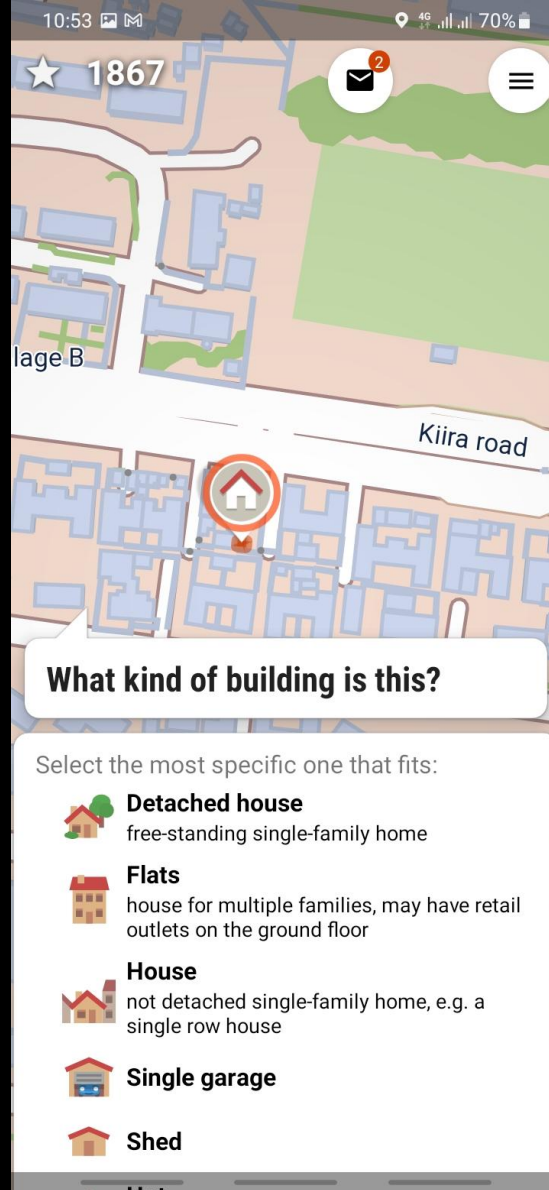 10:53
4G
70%
1867
2
lage B
Kiira road
What kind of building is this?
Select the most specific one that fits:
Detached house
free-standing single-family home
Flats
house for multiple families, may have retail
outlets on the ground floor
House
not detached single-family home, e.g. a
single row house
Single garage
Shed